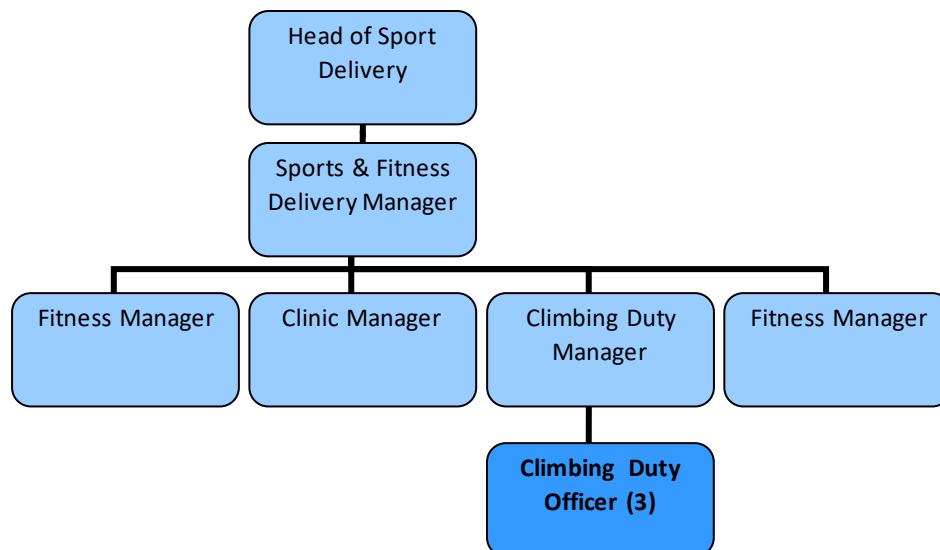 Head of Sport
Delivery
Sports & Fitness
Delivery Manager
Fitness Manager
Clinic Manager
Climbing Duty
Manager
Fitness Manager
Climbing Duty
Officer (3)